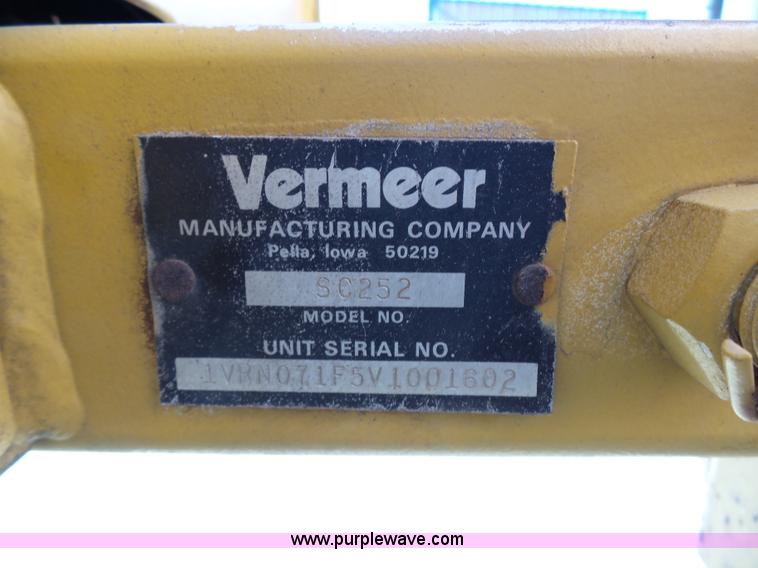 Vermeer
MANUFACTURING COMPANY
Pella, Iowa 50219
SC252
MODEL NO.
UNIT SERIAL NO.
1VRN071F5V1001602
www.purplewave.com